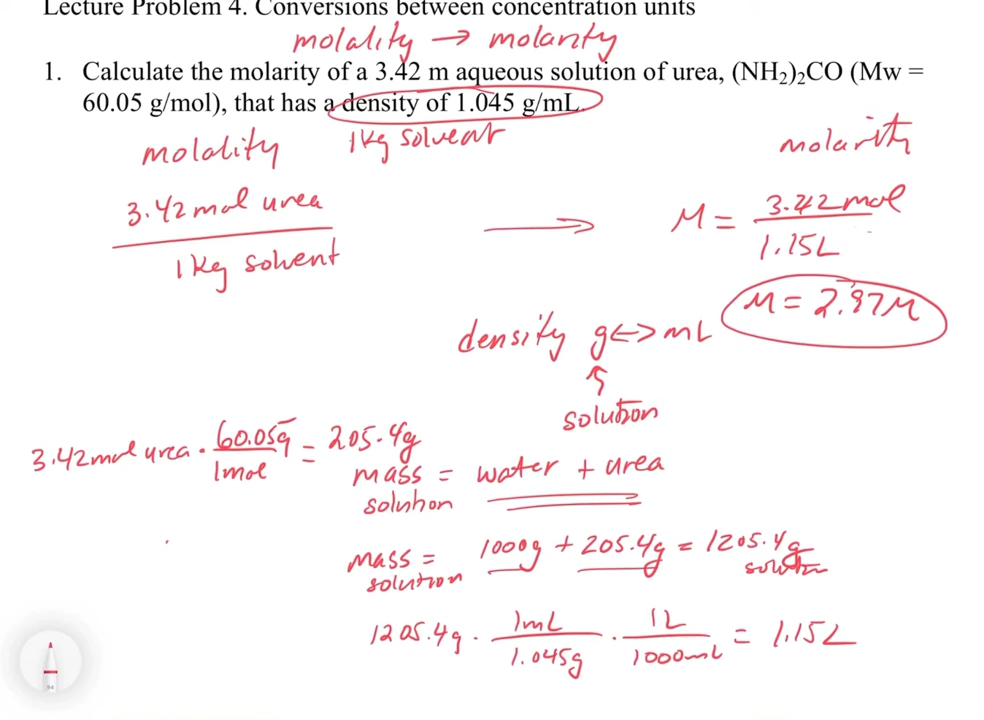 Lecture Problem 4. Conversions between concentration units
molality → molarity
1. Calculate the molarity of a 3.42 m aqueous solution of urea, (NH₂)₂CO (Mw =
60.05 g/mol), that has a density of 1.045 g/mL.
1kg solvent
molality
molarity
3.42 mol urea
1 kg solvent
→
M = 3.42 mol / 1.15L
M = 2.97M
density g<->mL
↑
solution
3.42 mol urea · 60.05g / 1mol = 205.4g
mass solution = water + urea
mass solution = 1000g + 205.4g = 1205.4g solution
1205.4g · 1mL / 1.045g · 1L / 1000mL = 1.15L